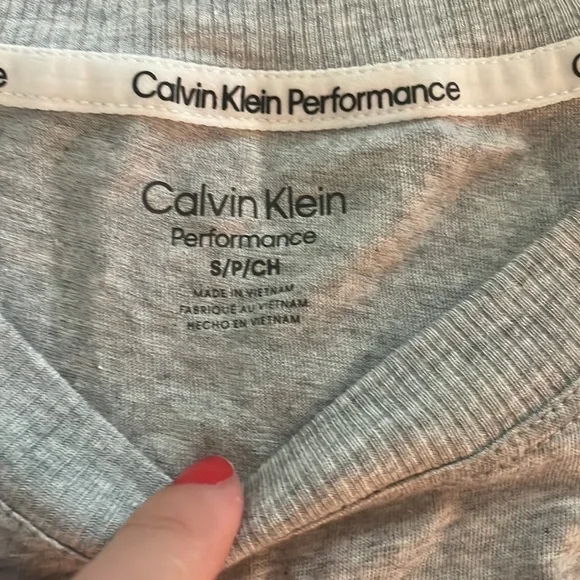 e Calvin Klein Performance C
Calvin Klein
Performance
S/P/CH
MADE IN VIETNAM
FABRIQUÉ AU VIETNAM
HECHO EN VIETNAM